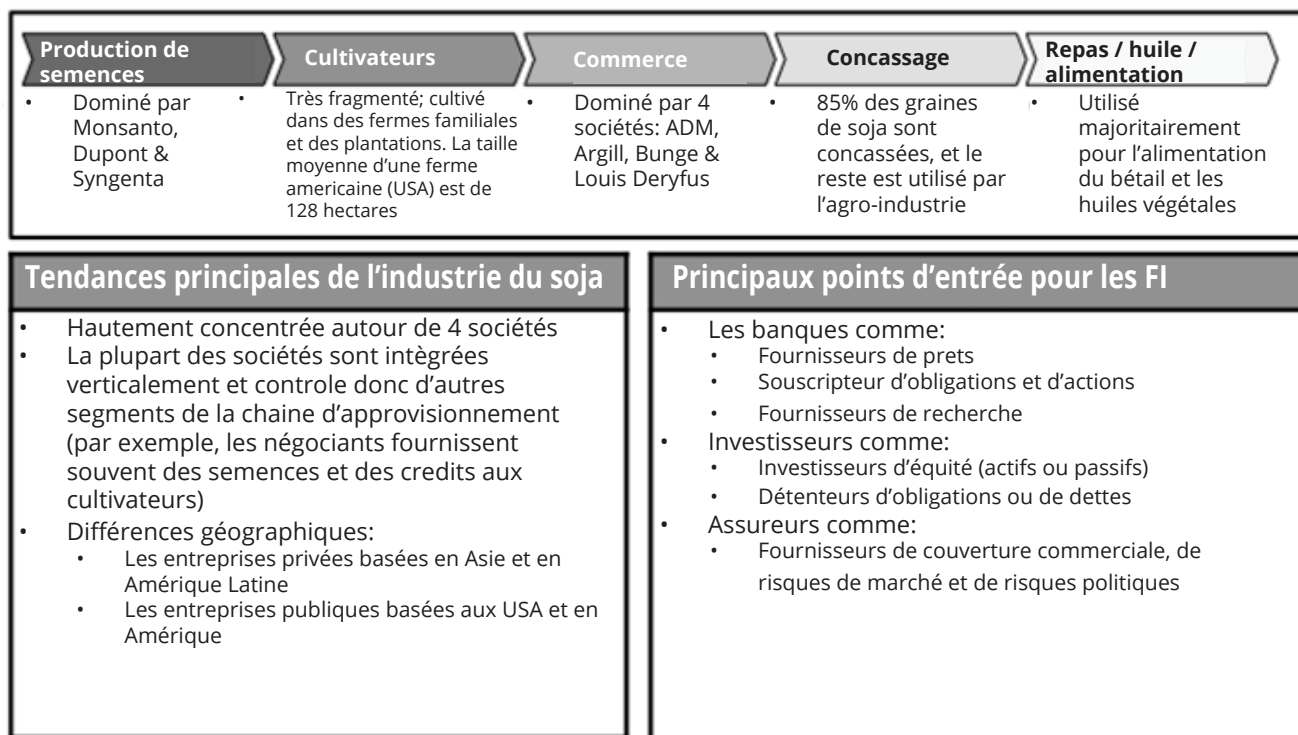 Production de
semences
• Dominé par
Monsanto,
Dupont &
Syngenta
Cultivateurs
• Très fragmenté; cultivé
dans des fermes familiales
et des plantations. La taille
moyenne d’une ferme
americaine (USA) est de
128 hectares
Commerce
• Dominé par 4
sociétés: ADM,
Argill, Bunge &
Louis Deryfus
Concassage
• 85% des graines
de soja sont
concassées, et le
reste est utilisé par
l’agro-industrie
Repas / huile /
alimentation
• Utilisé
majoritairement
pour l’alimentation
du bétail et les
huiles végétales
Tendances principales de l’industrie du soja
• Hautement concentrée autour de 4 sociétés
• La plupart des sociétés sont intègrées
verticalement et controle donc d’autres
segments de la chaine d’approvisionnement
(par exemple, les négociants fournissent
souvent des semences et des credits aux
cultivateurs)
• Différences géographiques:
• Les entreprises privées basées en Asie et en
Amérique Latine
• Les entreprises publiques basées aux USA et en
Amérique
Principaux points d’entrée pour les FI
• Les banques comme:
• Fournisseurs de prets
• Souscripteur d’obligations et d’actions
• Fournisseurs de recherche
• Investisseurs comme:
• Investisseurs d’équité (actifs ou passifs)
• Détenteurs d’obligations ou de dettes
• Assureurs comme:
• Fournisseurs de couverture commerciale, de
risques de marché et de risques politiques